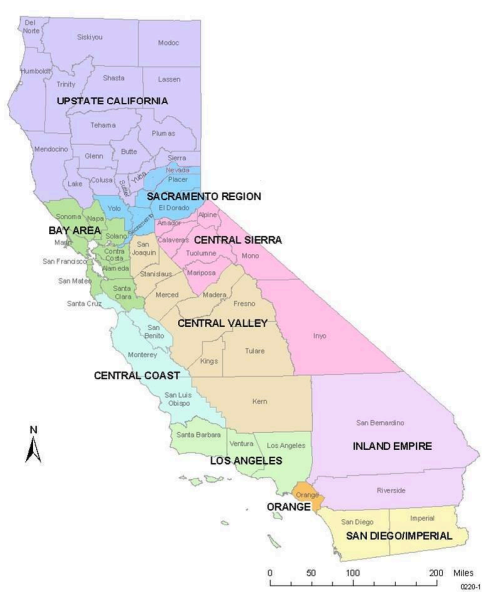 Del
Norte
Siskiyou
Modoc
Humboldt
Trinity
Shasta
Lassen
UPSTATE CALIFORNIA
Tehama
Plumas
Mendocino
Glenn
Butte
Sierra
Nevada
Placer
Lake
Colusa
Sutter
Yuba
SACRAMENTO REGION
Yolo
El Dorado
Sacramento
Sonoma
Napa
Alpine
Amador
BAY AREA
Solano
CENTRAL SIERRA
Marin
San
Joaquin
Calaveras
Contra
Costa
Tuolumne
Mono
San Francisco
Alameda
Stanislaus
Mariposa
San Mateo
Santa
Clara
Merced
Madera
Santa Cruz
Fresno
San
Benito
CENTRAL VALLEY
Inyo
Monterey
Kings
Tulare
CENTRAL COAST
San Luis
Obispo
Kern
San Bernardino
N
Santa Barbara
Ventura
Los Angeles
INLAND EMPIRE
LOS ANGELES
Riverside
Orange
ORANGE
San Diego
Imperial
SAN DIEGO/IMPERIAL
0 50 100 200 Miles
0220-1